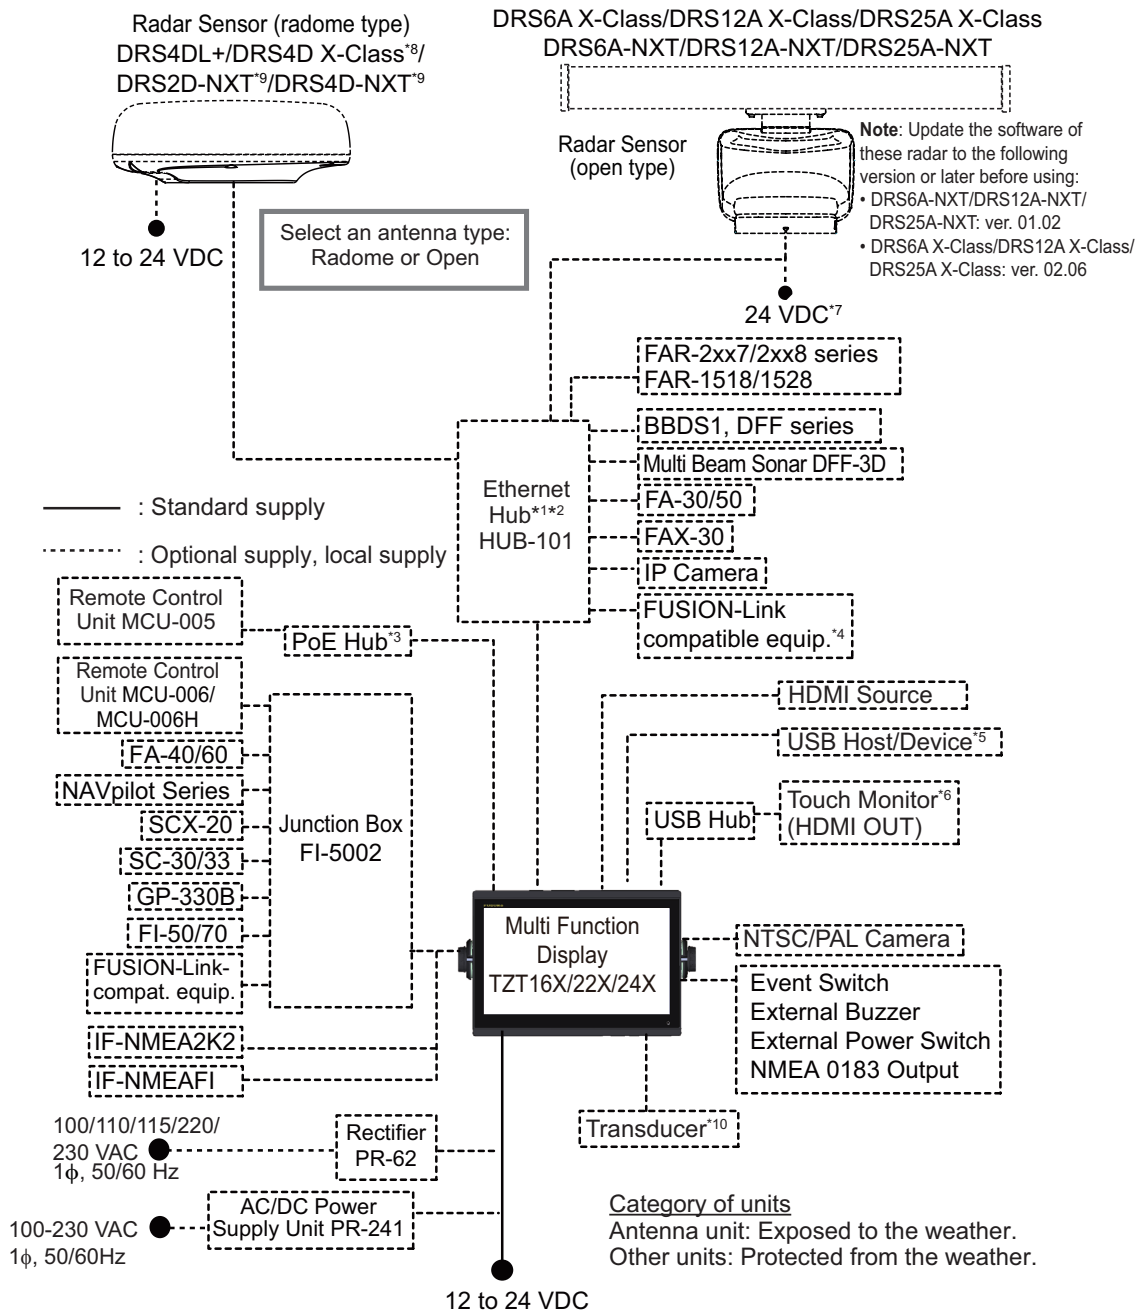 Radar Sensor (radome type)
DRS4DL+/DRS4D X-Class*8/
DRS2D-NXT*9/DRS4D-NXT*9
12 to 24 VDC
Select an antenna type:
Radome or Open
DRS6A X-Class/DRS12A X-Class/DRS25A X-Class
DRS6A-NXT/DRS12A-NXT/DRS25A-NXT
Radar Sensor
(open type)
Note: Update the software of
these radar to the following
version or later before using:
• DRS6A-NXT/DRS12A-NXT/
DRS25A-NXT: ver. 01.02
• DRS6A X-Class/DRS12A X-Class/
DRS25A X-Class: ver. 02.06
24 VDC*7
FAR-2xx7/2xx8 series
FAR-1518/1528
BBDS1, DFF series
Multi Beam Sonar DFF-3D
FA-30/50
FAX-30
IP Camera
FUSION-Link
compatible equip.*4
Ethernet
Hub*1*2
HUB-101
: Standard supply
: Optional supply, local supply
Remote Control
Unit MCU-005
PoE Hub*3
Remote Control
Unit MCU-006/
MCU-006H
FA-40/60
NAVpilot Series
SCX-20
SC-30/33
GP-330B
FI-50/70
FUSION-Link-
compat. equip.
Junction Box
FI-5002
IF-NMEA2K2
IF-NMEAFI
HDMI Source
USB Host/Device*5
USB Hub
Touch Monitor*6
(HDMI OUT)
FURUNO
Multi Function
Display
TZT16X/22X/24X
NTSC/PAL Camera
Event Switch
External Buzzer
External Power Switch
NMEA 0183 Output
Transducer*10
100/110/115/220/
230 VAC
1ϕ, 50/60 Hz
Rectifier
PR-62
100-230 VAC
1ϕ, 50/60Hz
AC/DC Power
Supply Unit PR-241
12 to 24 VDC
Category of units
Antenna unit: Exposed to the weather.
Other units: Protected from the weather.